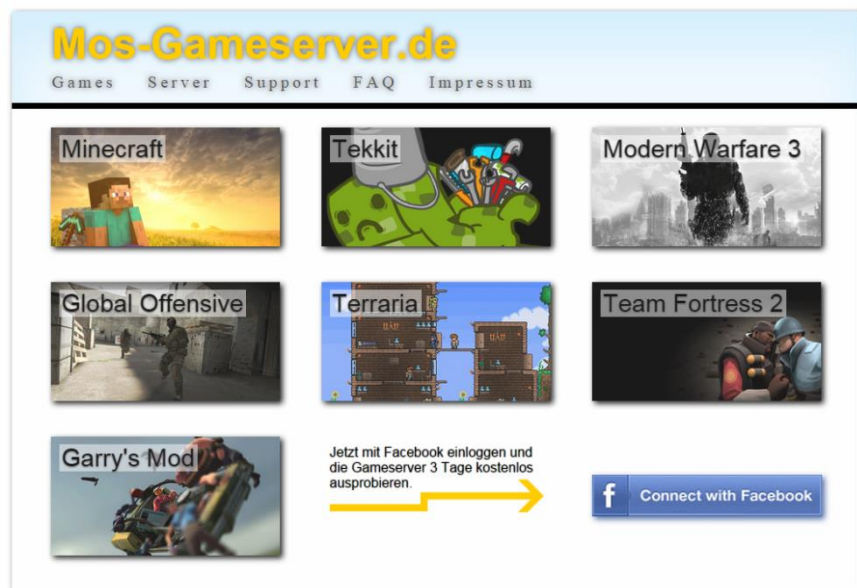 Mos-Gameserver.de
Games Server Support FAQ Impressum
Minecraft
Tekkit
Modern Warfare 3
Global Offensive
Terraria
Team Fortress 2
Garry's Mod
Jetzt mit Facebook einloggen und
die Gameserver 3 Tage kostenlos
ausprobieren.
f Connect with Facebook